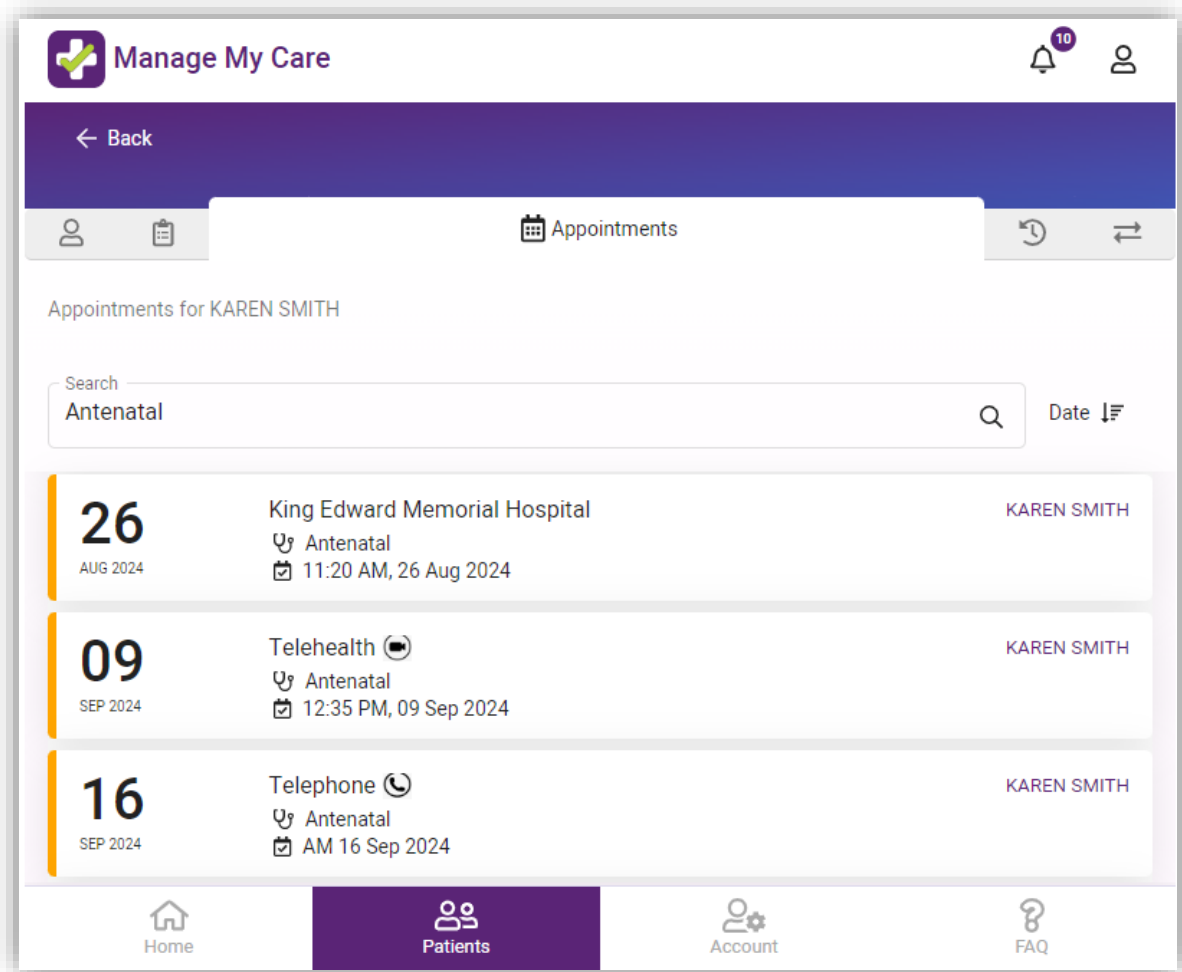 Manage My Care
10
Back
Appointments
Appointments for KAREN SMITH
Search
Antenatal
Date
26
AUG 2024
King Edward Memorial Hospital
Antenatal
11:20 AM, 26 Aug 2024
KAREN SMITH
09
SEP 2024
Telehealth
Antenatal
12:35 PM, 09 Sep 2024
KAREN SMITH
16
SEP 2024
Telephone
Antenatal
AM 16 Sep 2024
KAREN SMITH
Home
Patients
Account
FAQ